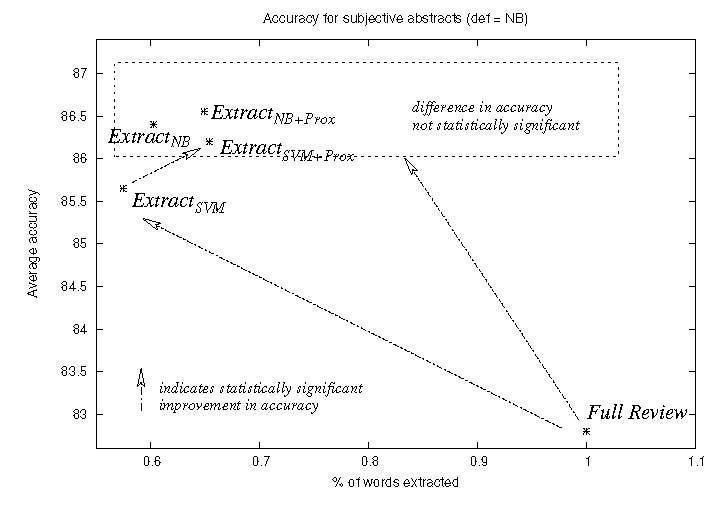 Accuracy for subjective abstracts (def = NB)
87
86.5
86
85.5
85
84.5
84
83.5
83
Average accuracy
Extract_NB+Prox
difference in accuracy
not statistically significant
Extract_NB
Extract_SVM+Prox
Extract_SVM
indicates statistically significant
improvement in accuracy
Full Review
0.6 0.7 0.8 0.9 1 1.1
% of words extracted